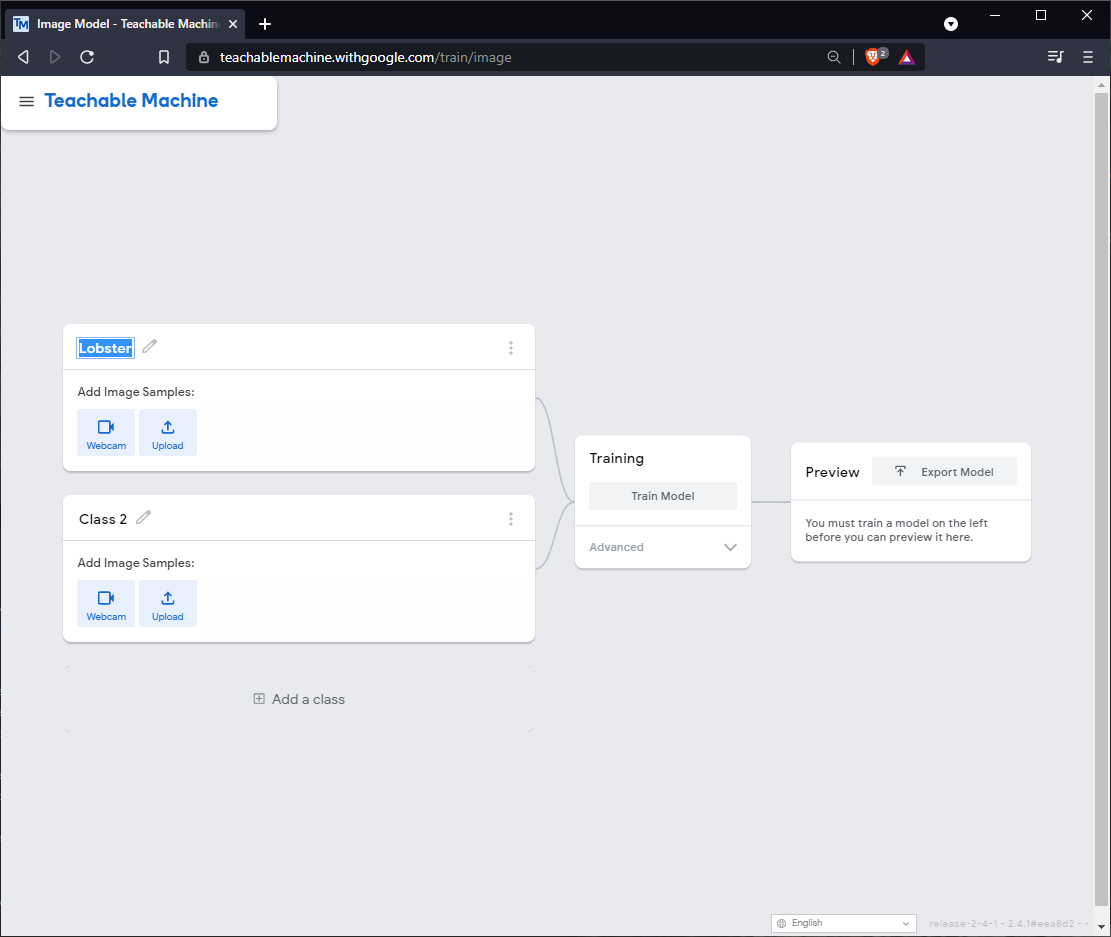 TM Image Model - Teachable Machin
teachablemachine.withgoogle.com/train/image
2
Teachable Machine
Lobster
Add Image Samples:
Webcam Upload
Class 2
Add Image Samples:
Webcam Upload
Add a class
Training
Train Model
Advanced
Preview Export Model
You must train a model on the left
before you can preview it here.
English release-2-4-1 - 2.4.1#eea8d2 - -